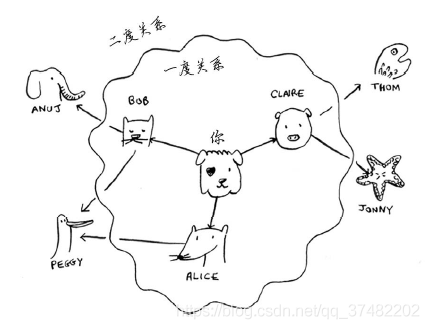 二度关系
一度关系
BOB
CLAIRE
THOM
ANUJ
你
JONNY
PEGGY
ALICE
https://blog.csdn.net/qq_37482202